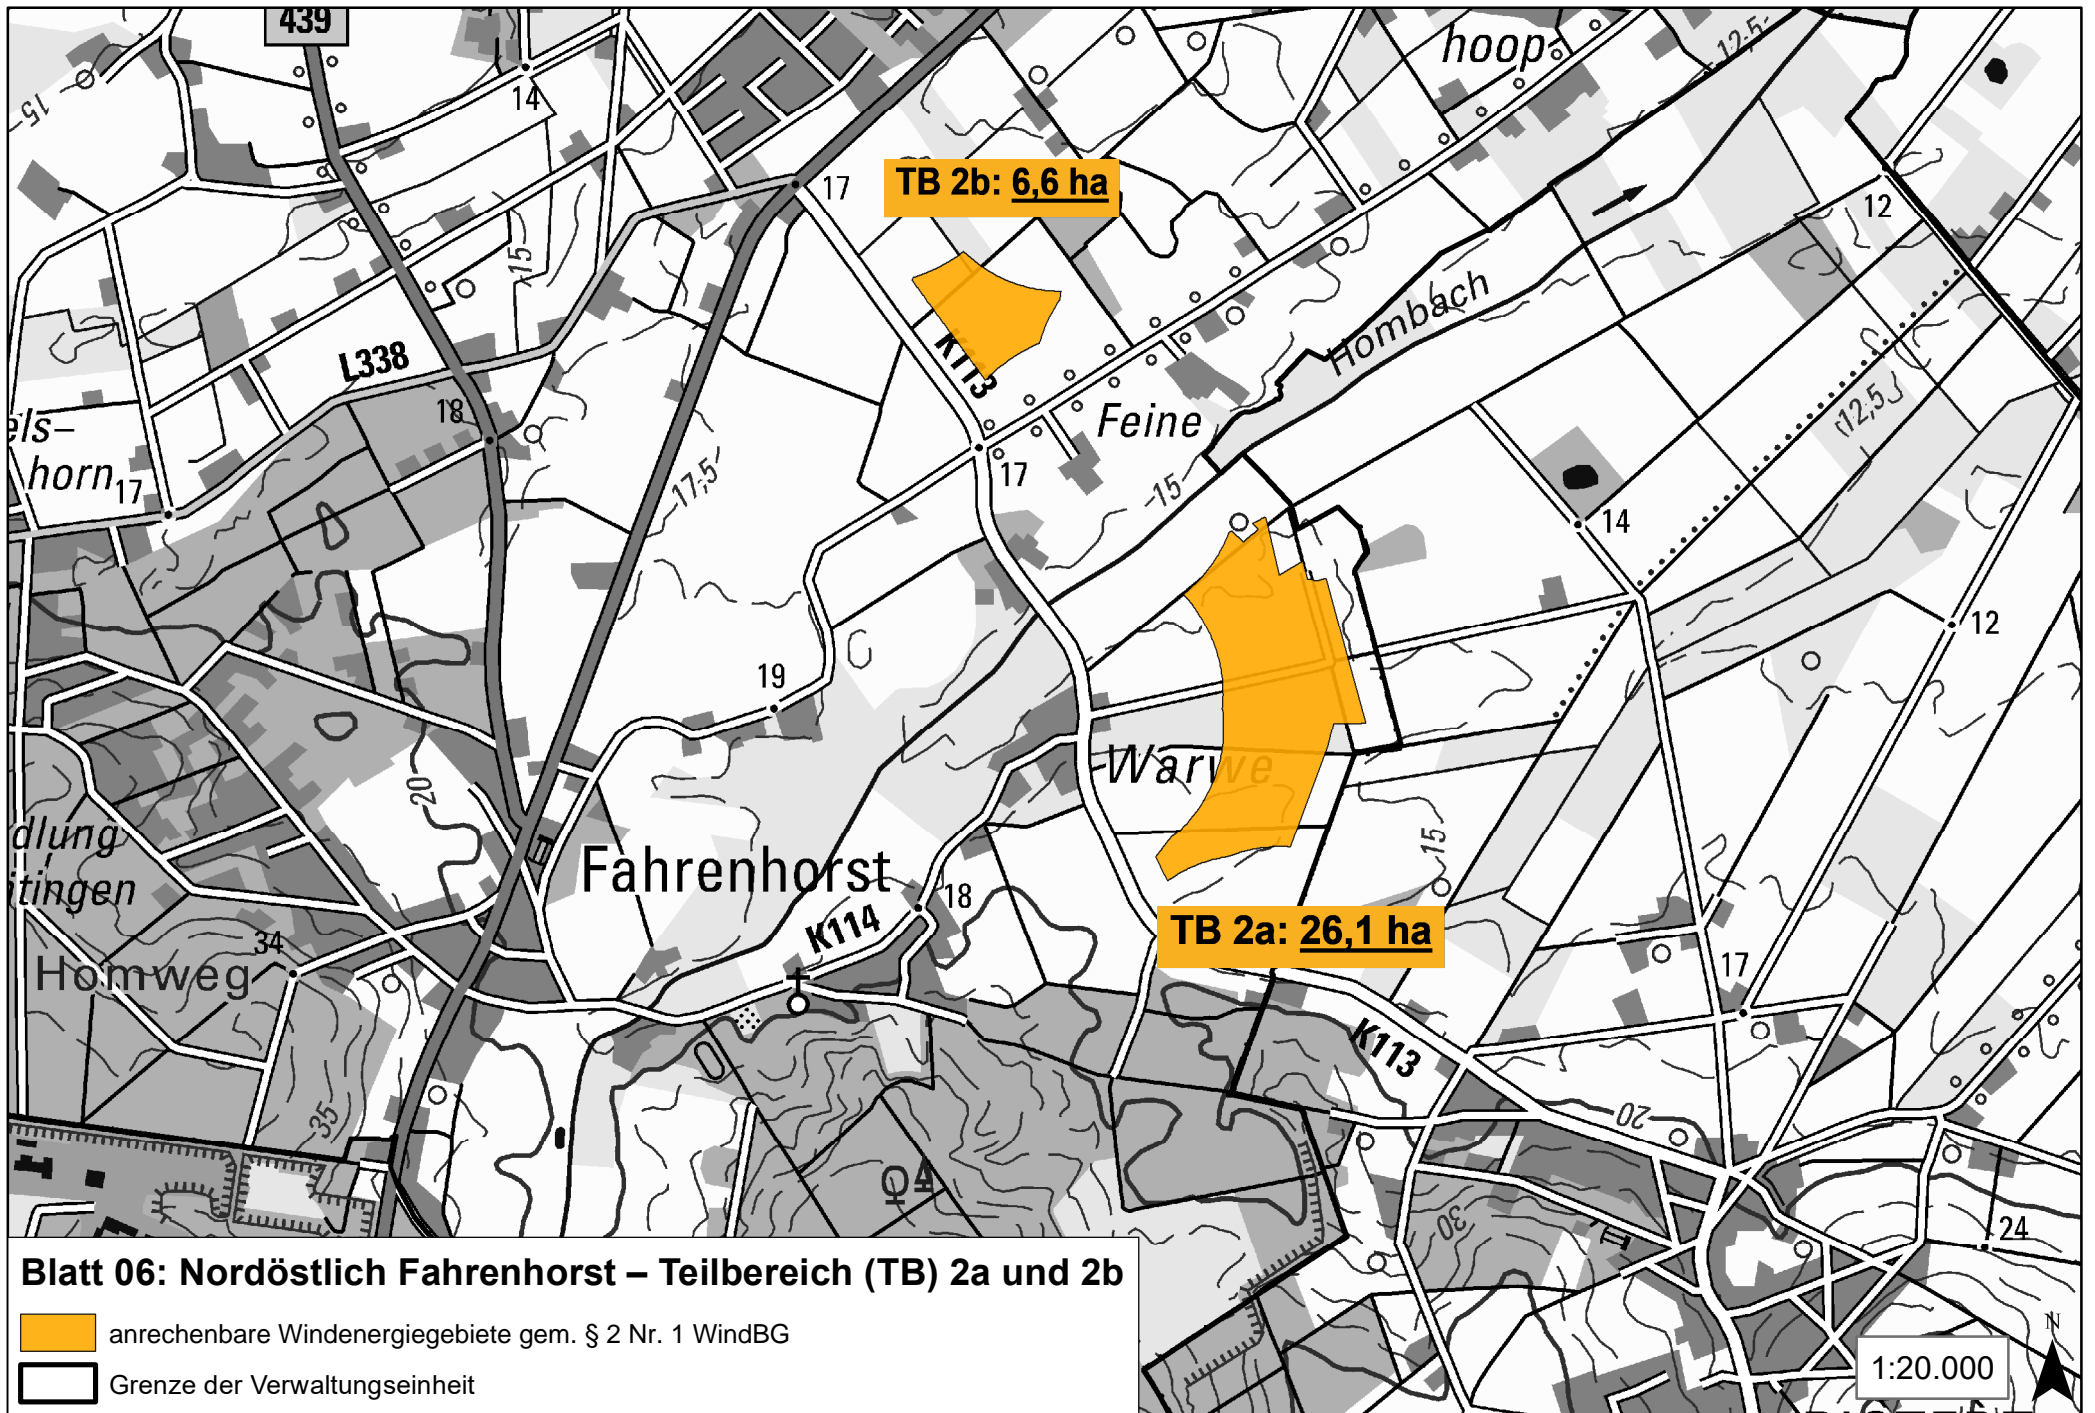 439
hoop
12,5
15
14
17
TB 2b: 6,6 ha
12
15
Hombach
L338
K113
18
Feine
12,5
els-
horn
17
17,5
17
15
14
12
19
20
Warwe
dlung
itingen
Fahrenhorst
15
18
K114
TB 2a: 26,1 ha
34
Homweg
17
K113
35
20
30
24
Blatt 06: Nordöstlich Fahrenhorst – Teilbereich (TB) 2a und 2b
anrechenbare Windenergiegebiete gem. § 2 Nr. 1 WindBG
Grenze der Verwaltungseinheit
N
1:20.000